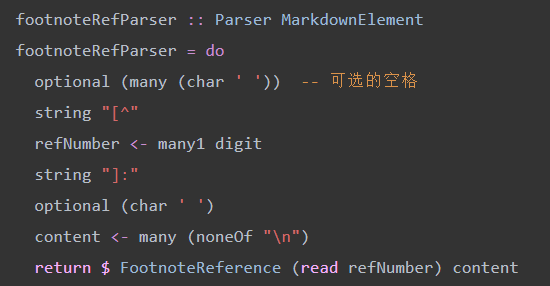 footnoteRefParser :: Parser MarkdownElement
footnoteRefParser = do
  optional (many (char ' '))  -- 可选的空格
  string "[^"
  refNumber <- many1 digit
  string "]:"
  optional (char ' ')
  content <- many (noneOf "\n")
  return $ FootnoteReference (read refNumber) content